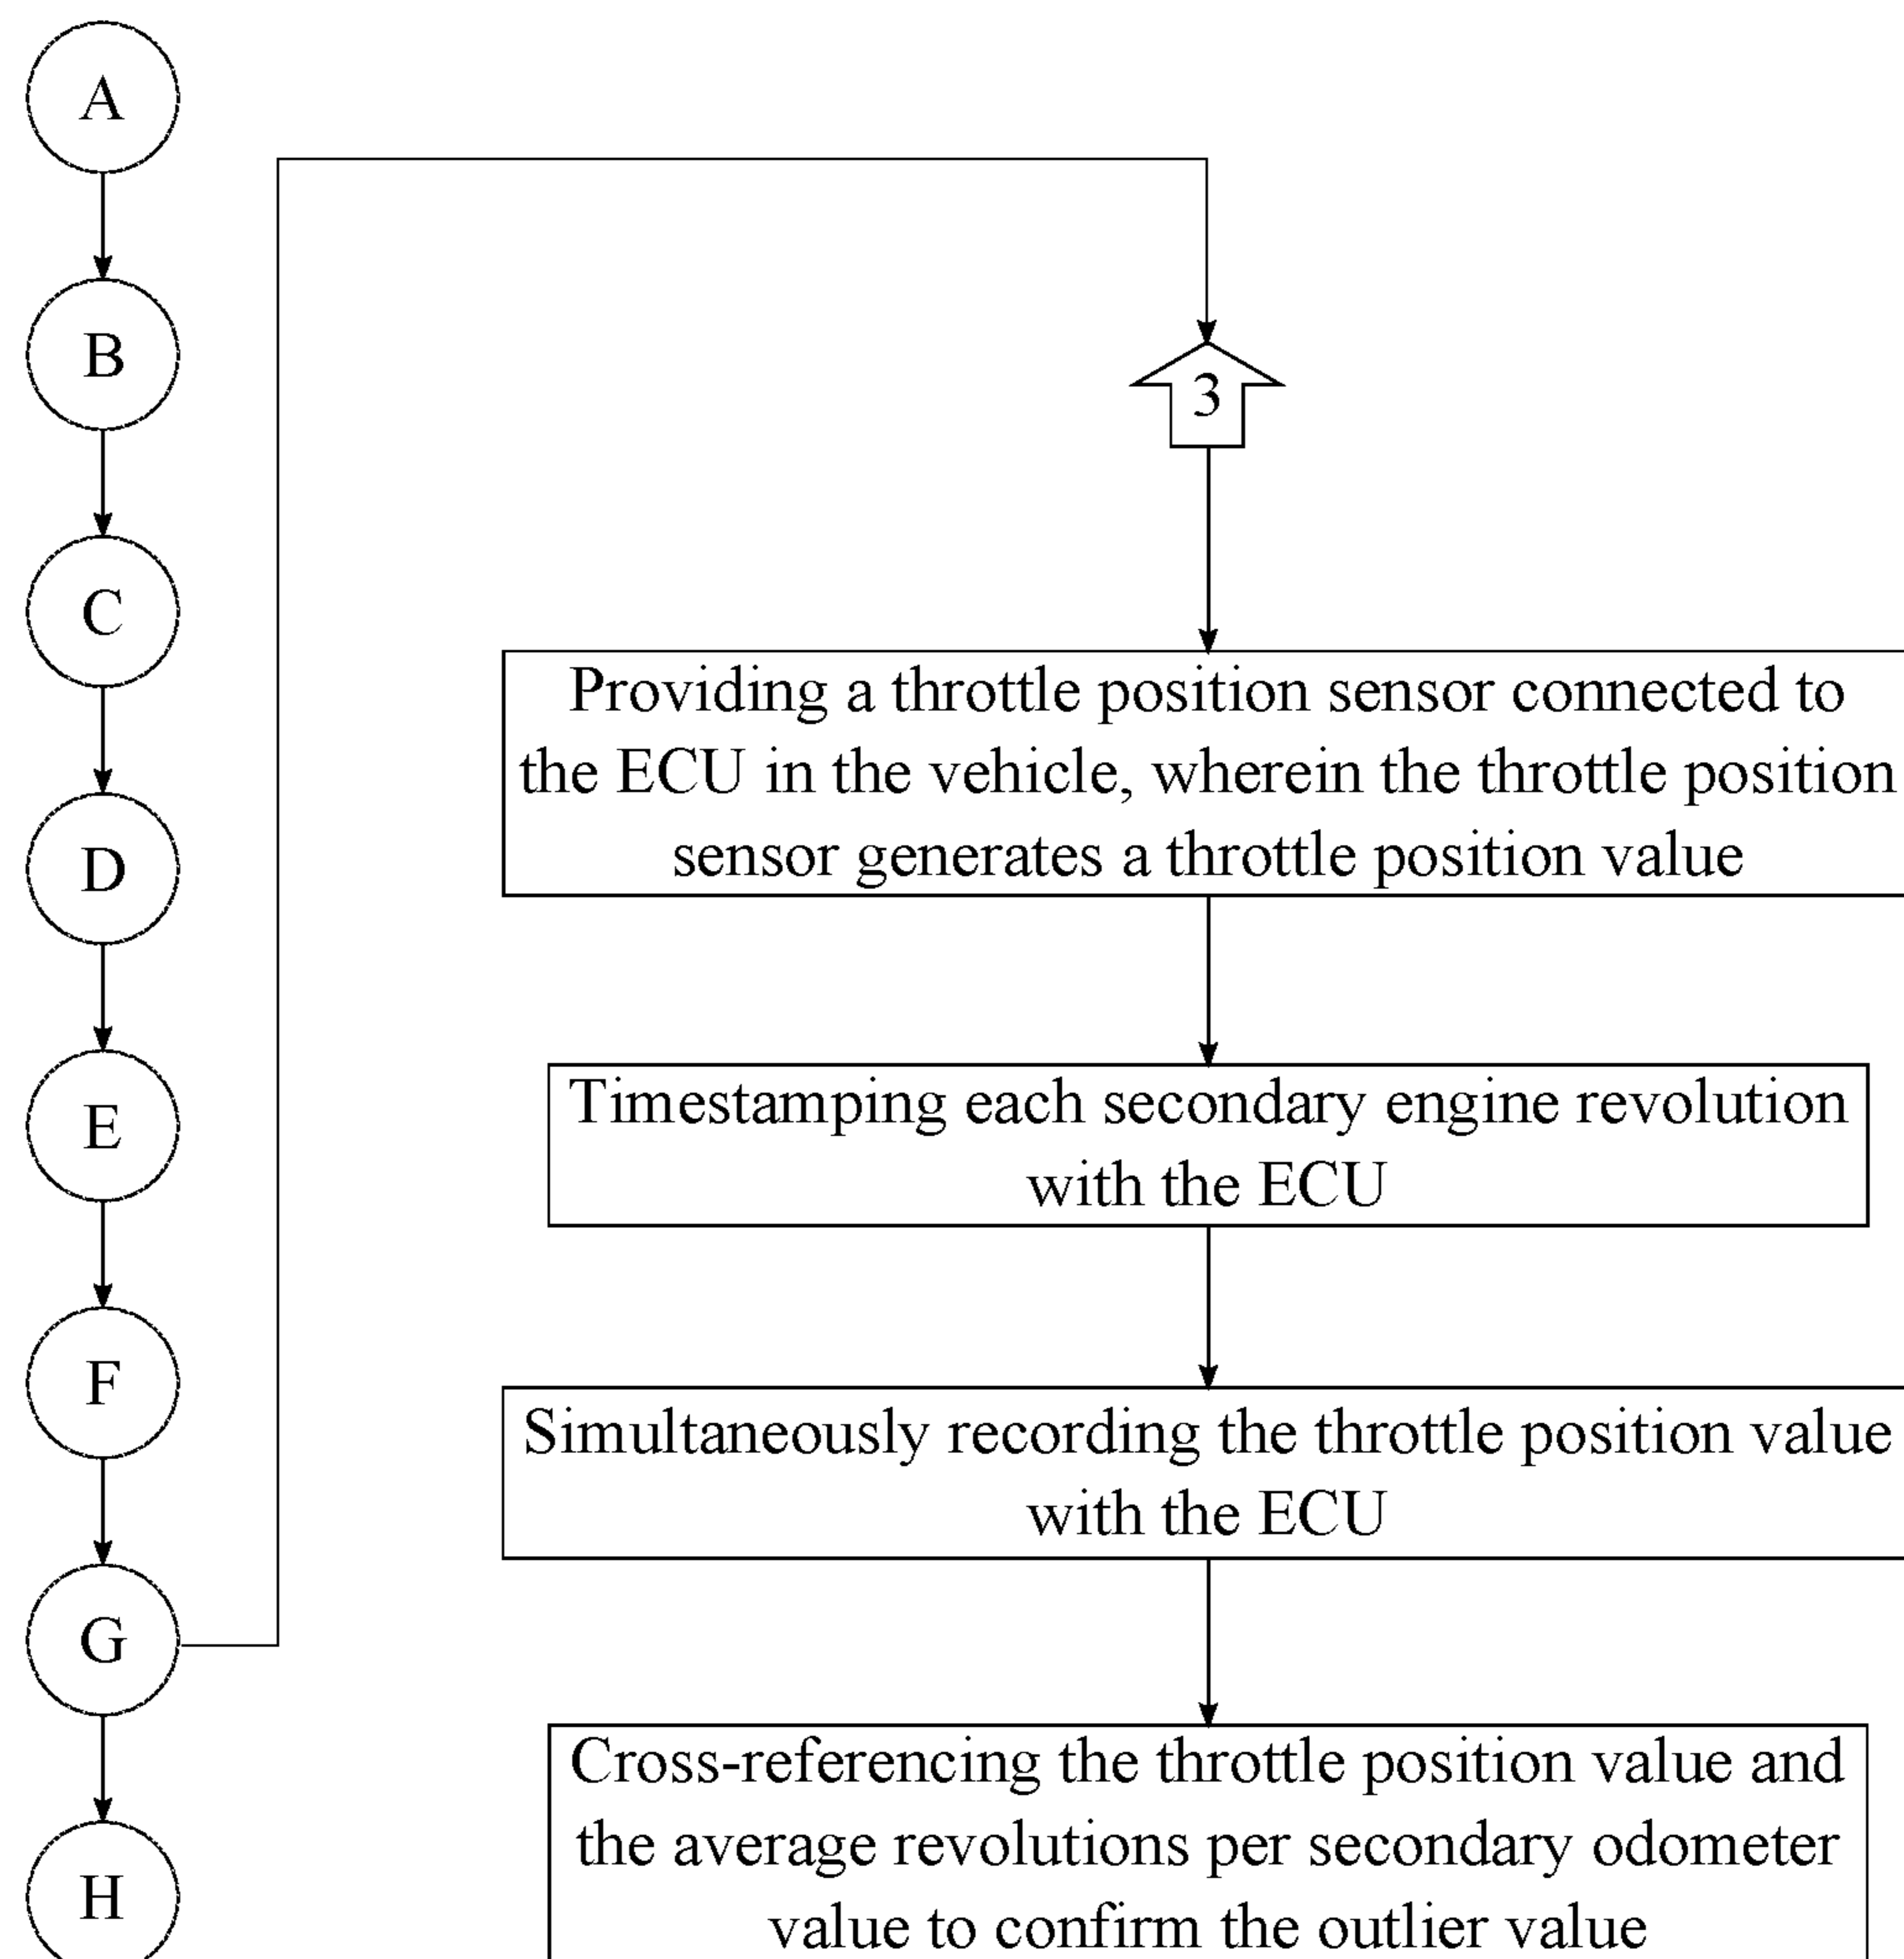 A
B
C
D
E
F
G
H
3
Providing a throttle position sensor connected to
the ECU in the vehicle, wherein the throttle position
sensor generates a throttle position value
Timestamping each secondary engine revolution
with the ECU
Simultaneously recording the throttle position value
with the ECU
Cross-referencing the throttle position value and
the average revolutions per secondary odometer
value to confirm the outlier value